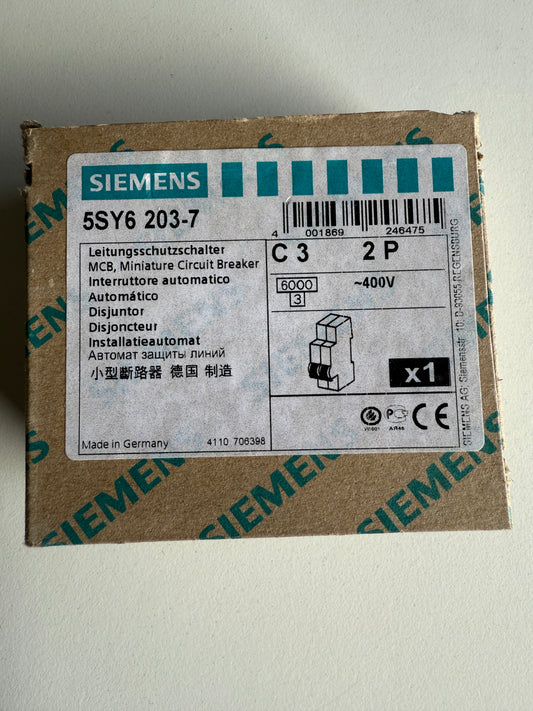 SIEMENS
5SY6 203-7
4 001869 246475
Leitungsschutzschalter
MCB, Miniature Circuit Breaker
Interruttore automatico
Automático
Disjuntor
Disjoncteur
Installatieautomat
Автомат защиты линий
小型斷路器 德国 制造
C 3 2 P
6000
3
~400V
x1
CE
Made in Germany
4110 706398
SIEMENS AG, Siemensstr. 10, D-93055 REGENSBURG
SIEMENS
SIEMENS
SIEMENS